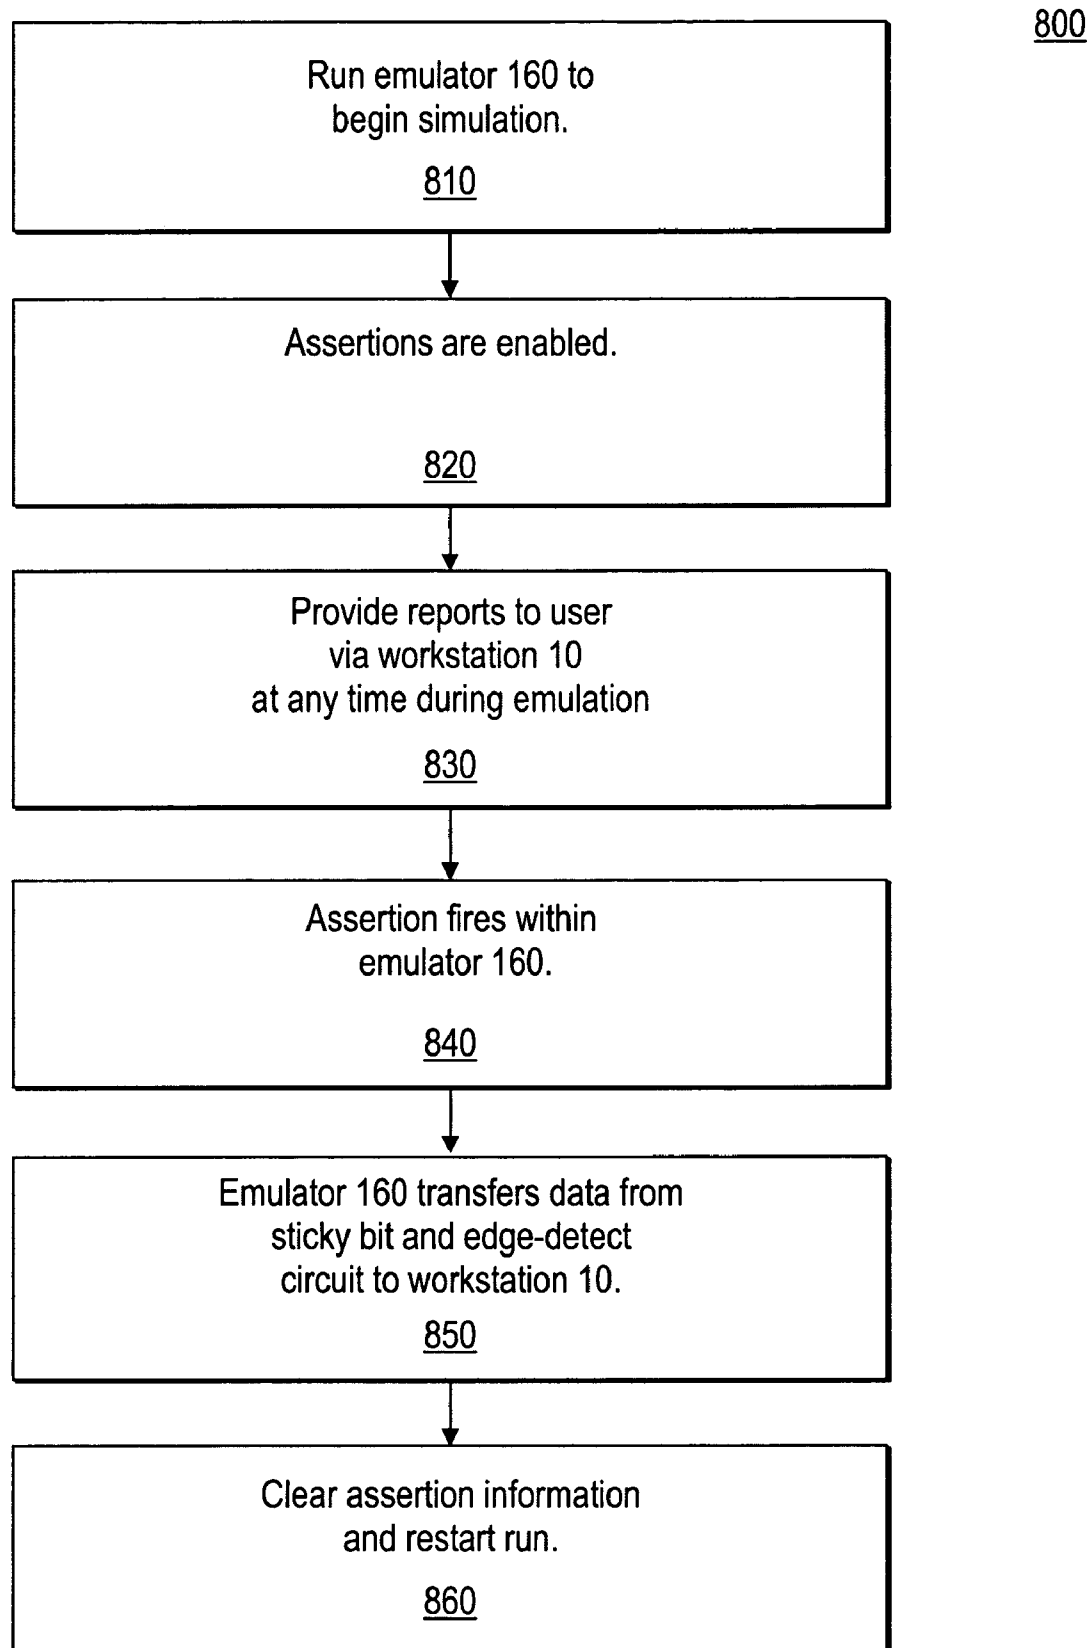 800
Run emulator 160 to
begin simulation.
810
Assertions are enabled.
820
Provide reports to user
via workstation 10
at any time during emulation
830
Assertion fires within
emulator 160.
840
Emulator 160 transfers data from
sticky bit and edge-detect
circuit to workstation 10.
850
Clear assertion information
and restart run.
860